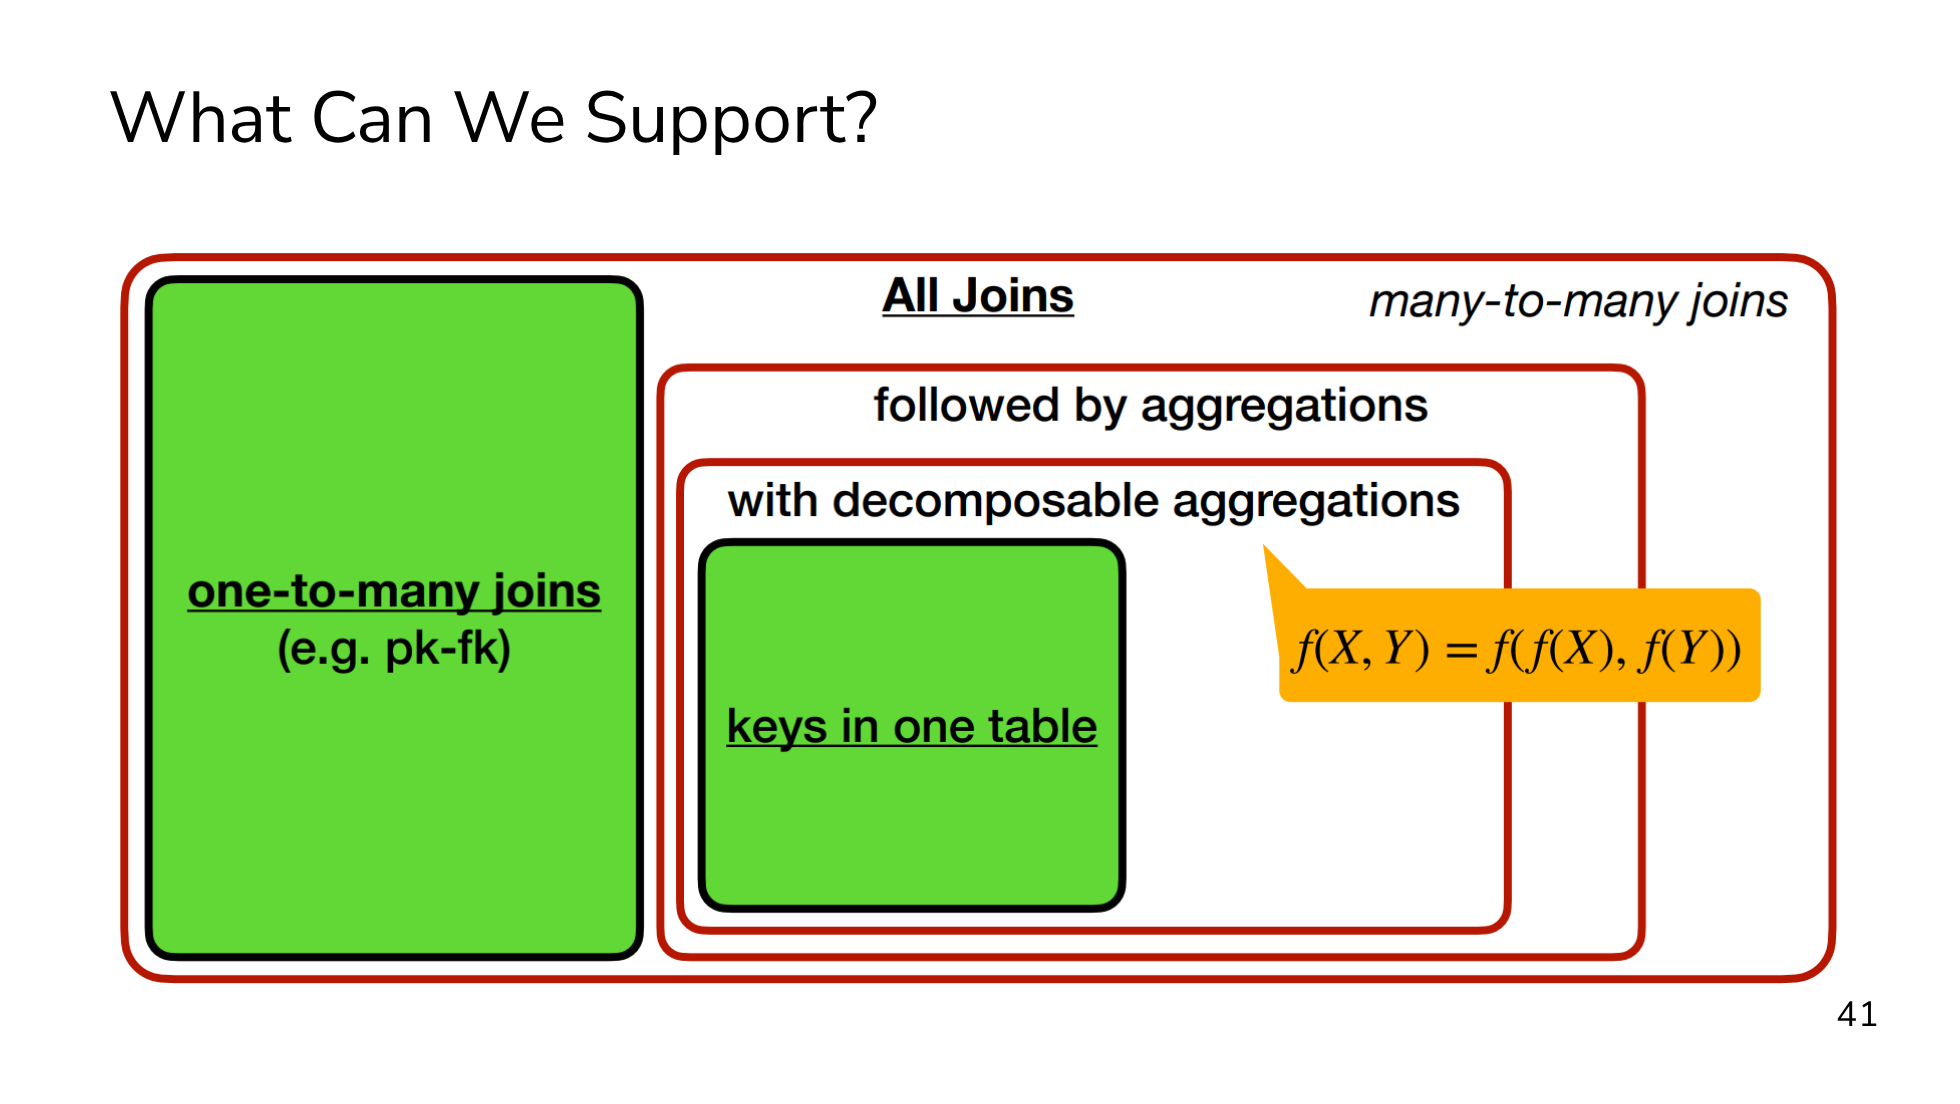 What Can We Support?
All Joins
many-to-many joins
followed by aggregations
with decomposable aggregations
one-to-many joins
(e.g. pk-fk)
f(X, Y) = f(f(X), f(Y))
keys in one table
41